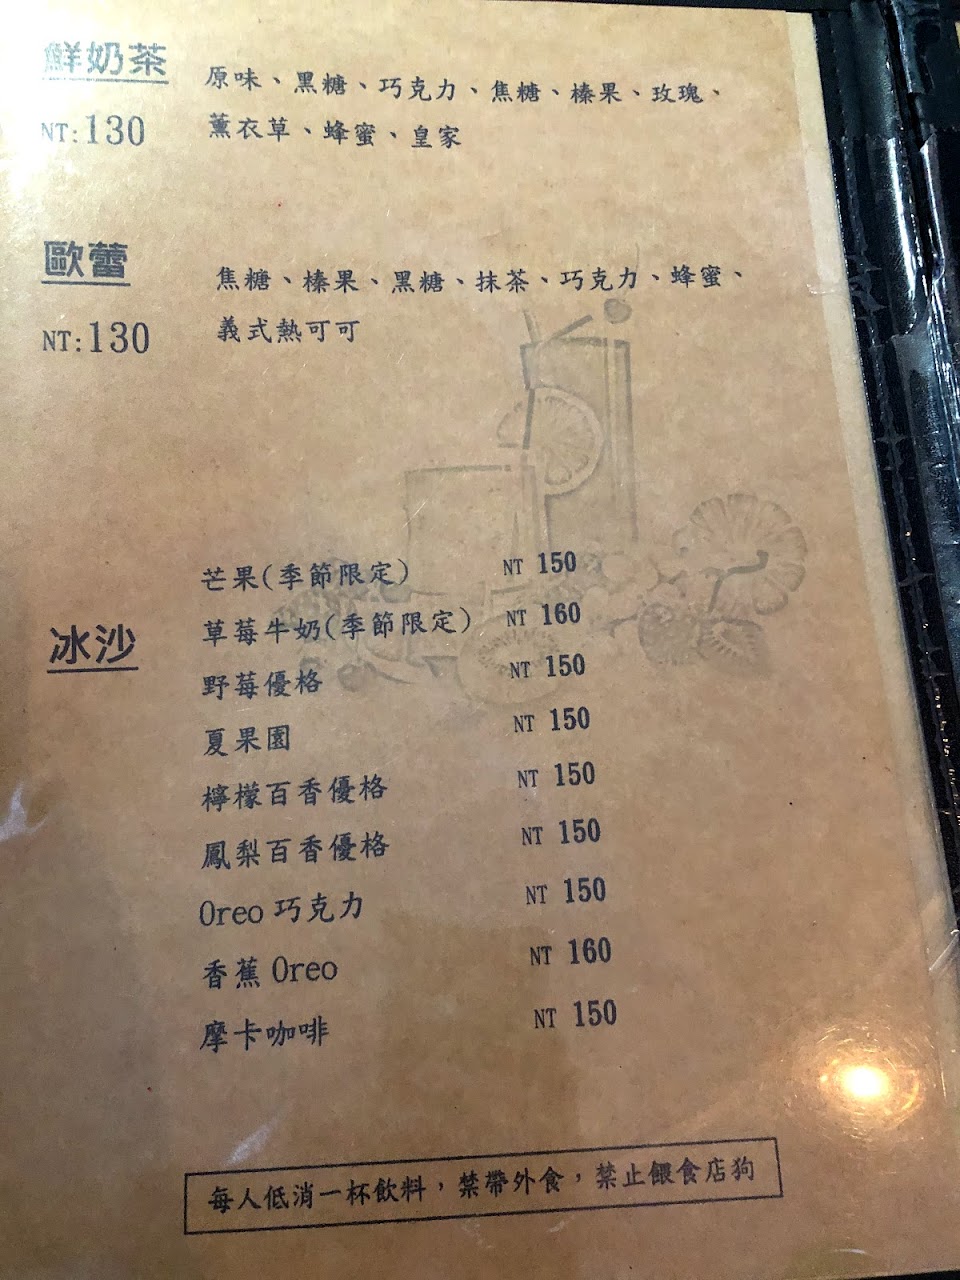 鮮奶茶
原味、黑糖、巧克力、焦糖、榛果、玫瑰、
NT:130
薰衣草、蜂蜜、皇家
歐蕾
焦糖、榛果、黑糖、抹茶、巧克力、蜂蜜、
NT:130
義式熱可可
冰沙
芒果(季節限定) NT 150
草莓牛奶(季節限定) NT 160
野莓優格 NT 150
夏果園 NT 150
檸檬百香優格 NT 150
鳳梨百香優格 NT 150
Oreo 巧克力 NT 150
香蕉 Oreo NT 160
摩卡咖啡 NT 150
每人低消一杯飲料，禁帶外食，禁止餵食店狗